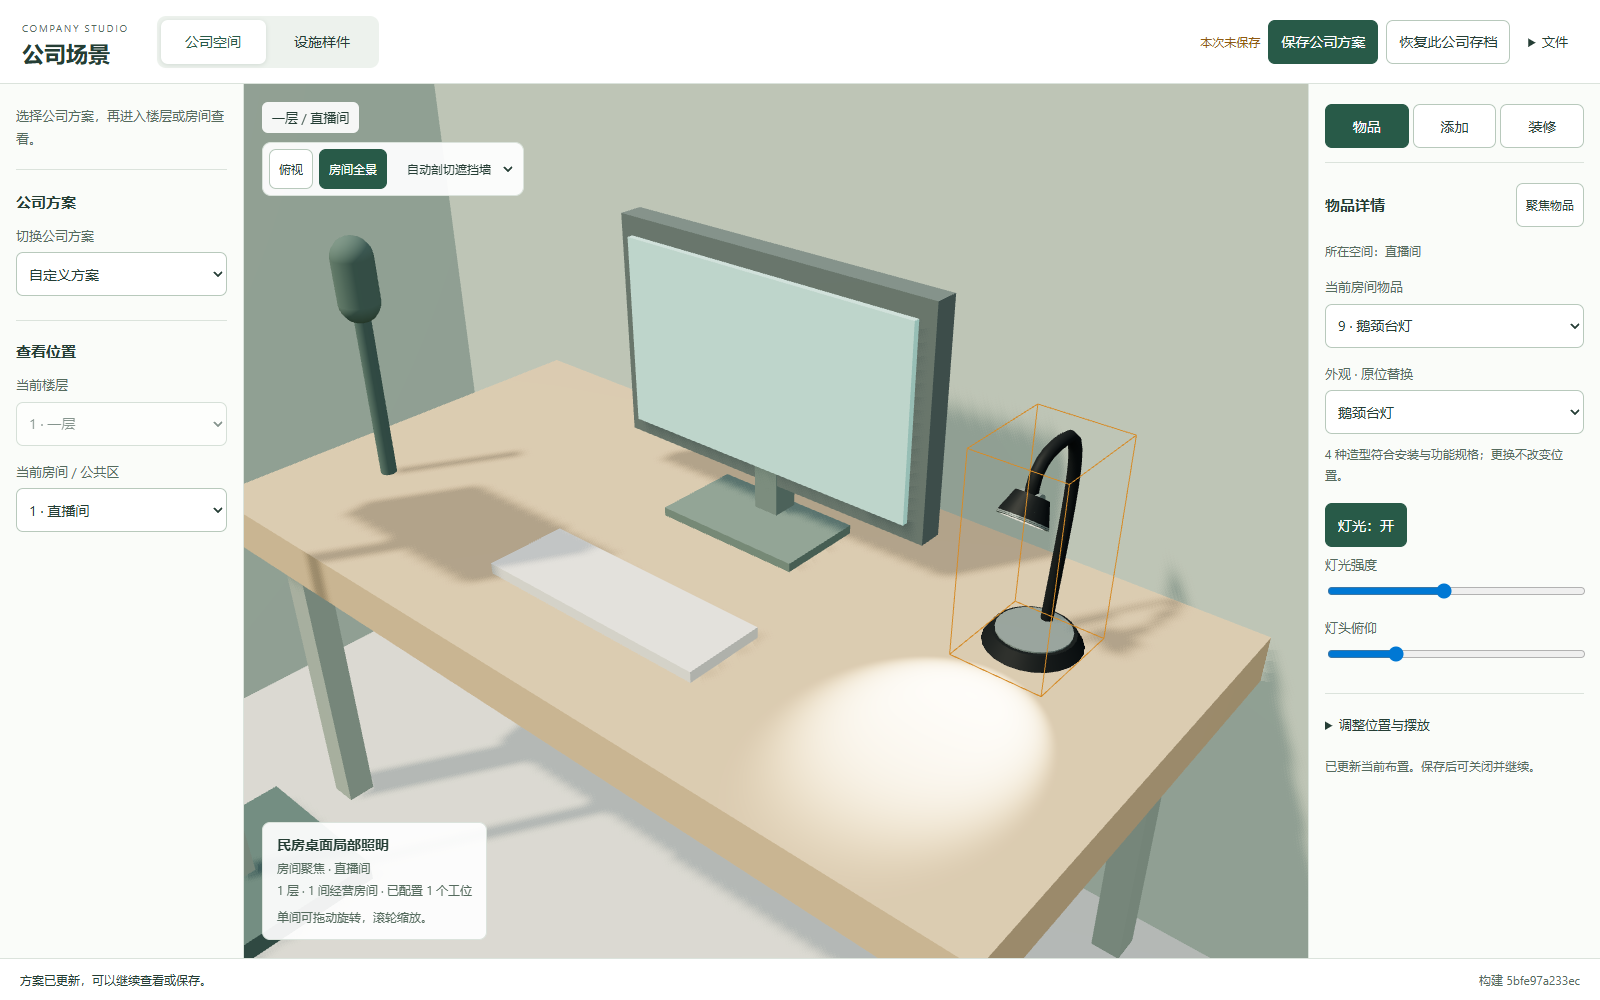 COMPANY STUDIO
公司场景
公司空间
设施样件
本次未保存
保存公司方案
恢复此公司存档
文件
选择公司方案，再进入楼层或房间查
看。
公司方案
切换公司方案
自定义方案
查看位置
当前楼层
1 · 一层
当前房间 / 公共区
1 · 直播间
一层 / 直播间
俯视
房间全景
自动剖切遮挡墙
民房桌面局部照明
房间聚焦 · 直播间
1 层 · 1 间经营房间 · 已配置 1 个工位
单间可拖动旋转，滚轮缩放。
物品
添加
装修
物品详情
聚焦物品
所在空间：直播间
当前房间物品
9 · 鹅颈台灯
外观 · 原位替换
鹅颈台灯
4 种造型符合安装与功能规格；更换不改变位
置。
灯光：开
灯光强度
灯头俯仰
调整位置与摆放
已更新当前布置。保存后可关闭并继续。
方案已更新，可以继续查看或保存。
构建 5bfe97a233ec